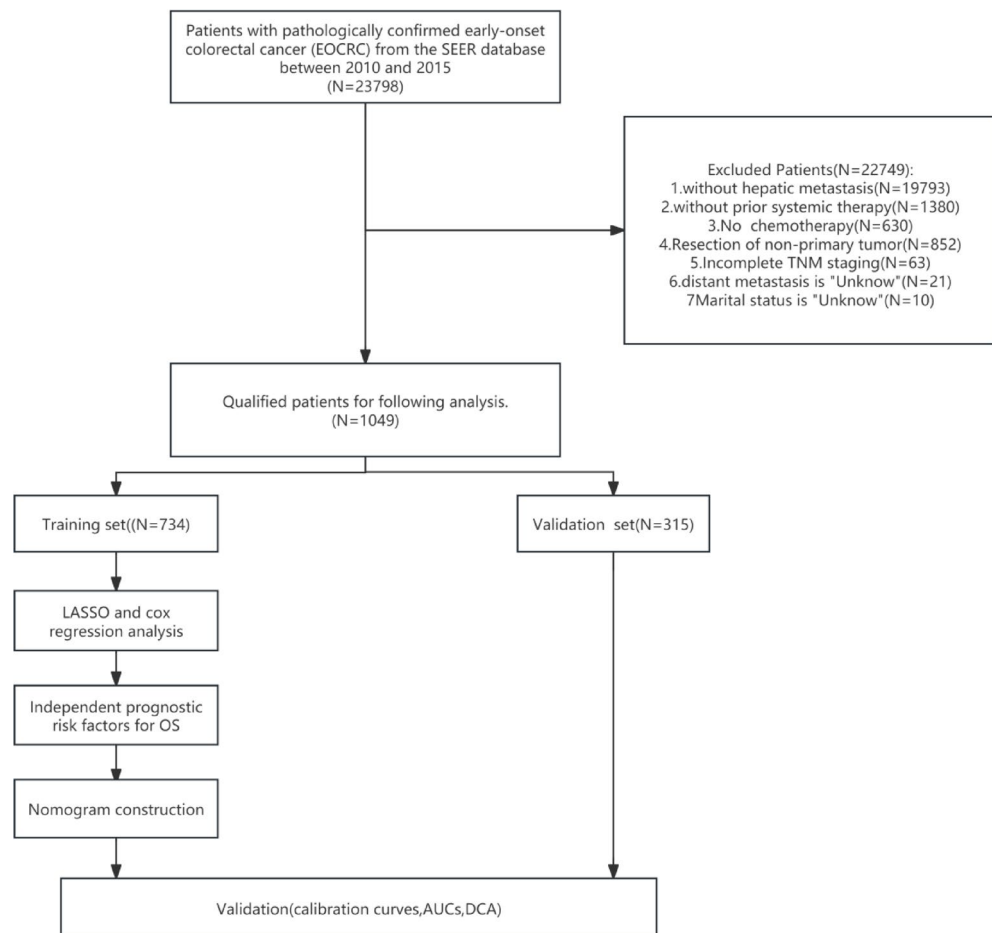 Patients with pathologically confirmed early-onset
colorectal cancer (EOCRC) from the SEER database
between 2010 and 2015
(N=23798)
Excluded Patients(N=22749):
1.without hepatic metastasis(N=19793)
2.without prior systemic therapy(N=1380)
3.No chemotherapy(N=630)
4.Resection of non-primary tumor(N=852)
5.Incomplete TNM staging(N=63)
6.distant metastasis is "Unknow"(N=21)
7Marital status is "Unknow"(N=10)
Qualified patients for following analysis.
(N=1049)
Training set((N=734)
Validation set(N=315)
LASSO and cox
regression analysis
Independent prognostic
risk factors for OS
Nomogram construction
Validation(calibration curves,AUCs,DCA)